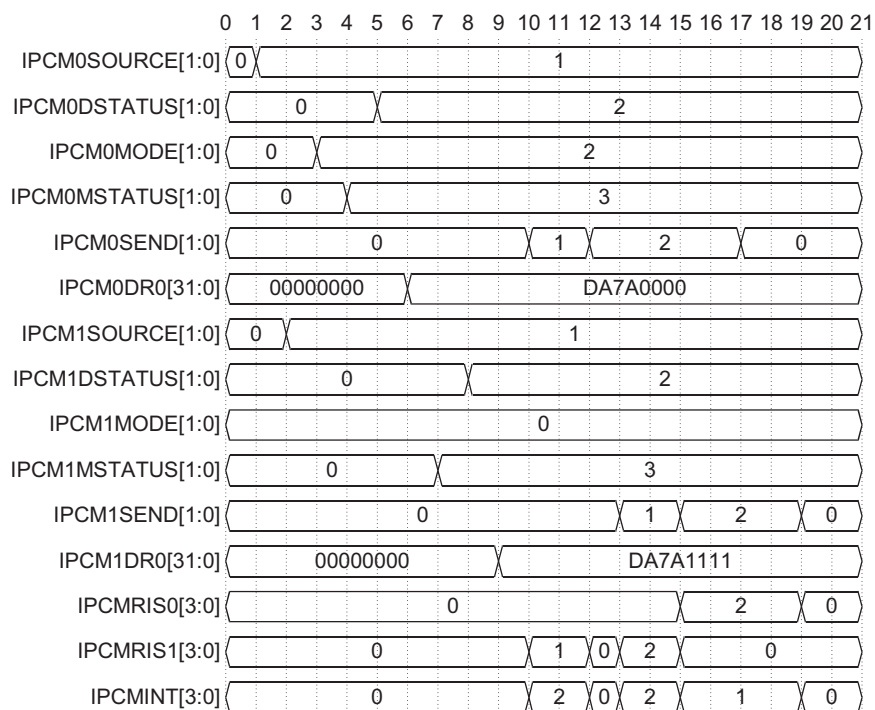 0 1 2 3 4 5 6 7 8 9 10 11 12 13 14 15 16 17 18 19 20 21
IPCM0SOURCE[1:0] 0 1
IPCM0DSTATUS[1:0] 0 2
IPCM0MODE[1:0] 0 2
IPCM0MSTATUS[1:0] 0 3
IPCM0SEND[1:0] 0 1 2 0
IPCM0DR0[31:0] 00000000 DA7A0000
IPCM1SOURCE[1:0] 0 1
IPCM1DSTATUS[1:0] 0 2
IPCM1MODE[1:0] 0
IPCM1MSTATUS[1:0] 0 3
IPCM1SEND[1:0] 0 1 2 0
IPCM1DR0[31:0] 00000000 DA7A1111
IPCMRIS0[3:0] 0 2 0
IPCMRIS1[3:0] 0 1 0 2 0
IPCMINT[3:0] 0 2 0 2 1 0